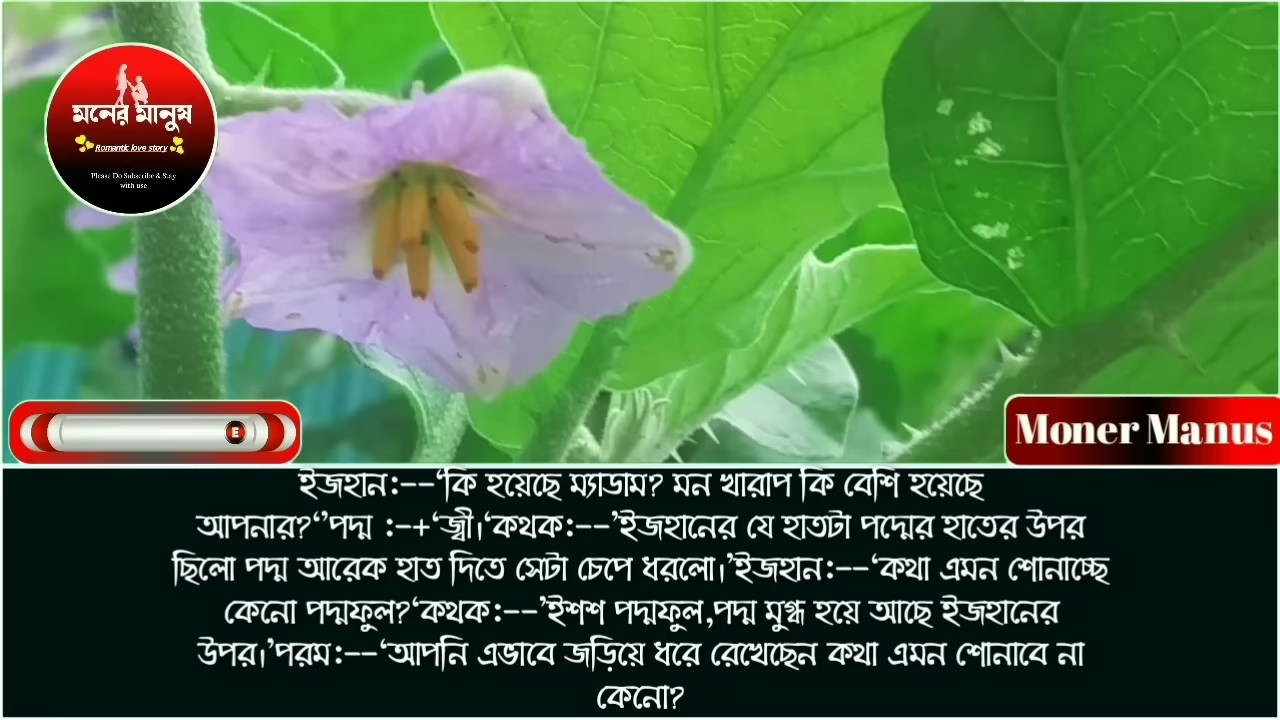 মনের মানুষ
Romantic love story
Please Do Subscribe & Stay
with use
E
Moner Manus
ইজহান:--‘কি হয়েছে ম্যাডাম? মন খারাপ কি বেশি হয়েছে
আপনার?‘’পদ্ম :-+‘জ্বী।‘কথক:--’ইজহানের যে হাতটা পদ্মের হাতের উপর
ছিলো পদ্ম আরেক হাত দিতে সেটা চেপে ধরলো।’ইজহান:--‘কথা এমন শোনাচ্ছে
কেনো পদ্মফুল?‘কথক:--’ইশশ পদ্মফুল,পদ্ম মুগ্ধ হয়ে আছে ইজহানের
উপর।’পরম:--‘আপনি এভাবে জড়িয়ে ধরে রেখেছেন কথা এমন শোনাবে না
কেনো?